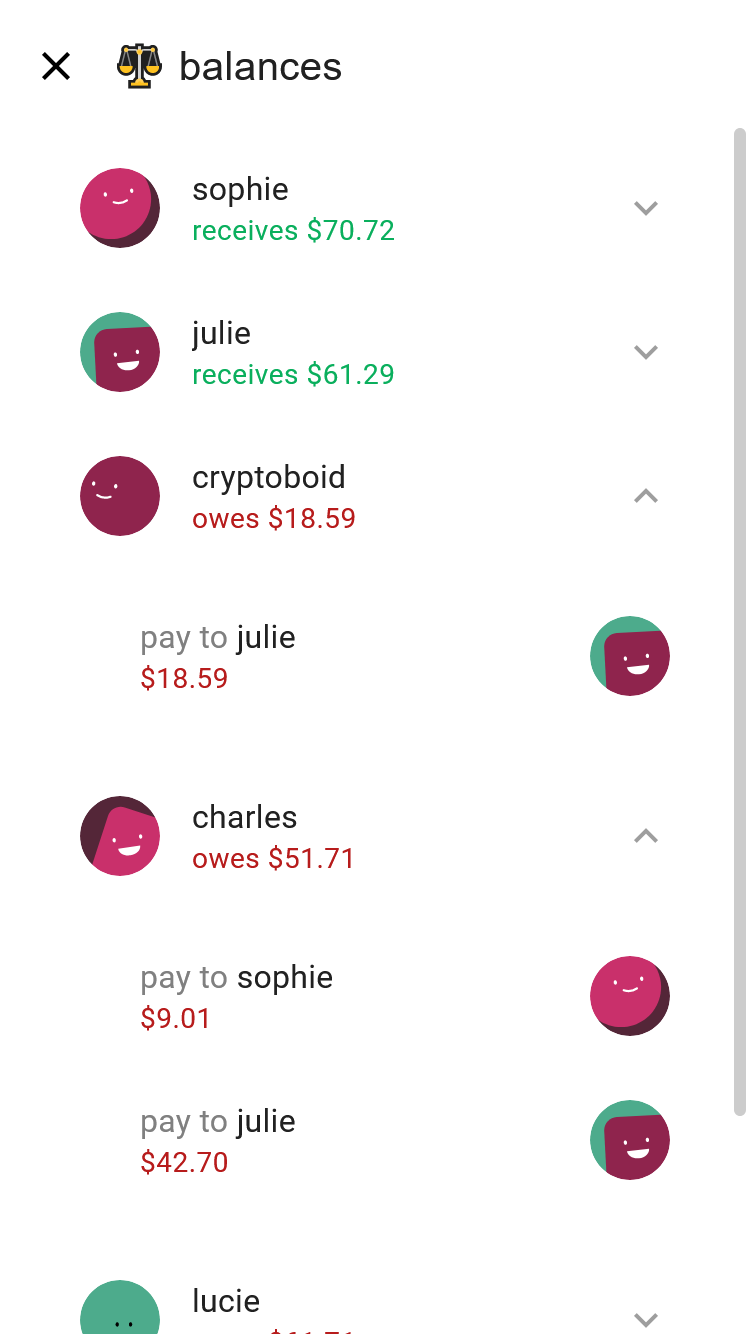 balances
sophie
receives $70.72
julie
receives $61.29
cryptoboid
owes $18.59
pay to julie
$18.59
charles
owes $51.71
pay to sophie
$9.01
pay to julie
$42.70
lucie